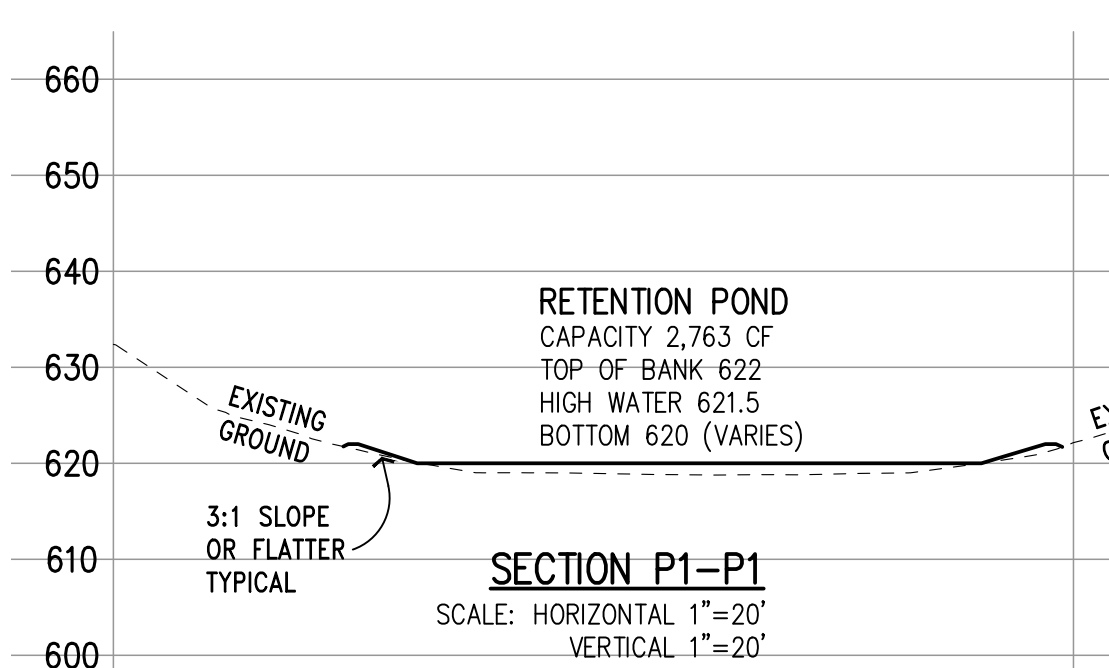 660
650
640
RETENTION POND
CAPACITY 2,763 CF
TOP OF BANK 622
HIGH WATER 621.5
BOTTOM 620 (VARIES)
630
EXISTING
GROUND
620
3:1 SLOPE
OR FLATTER
TYPICAL
610
SECTION P1–P1
SCALE: HORIZONTAL 1"=20'
VERTICAL 1"=20'
600